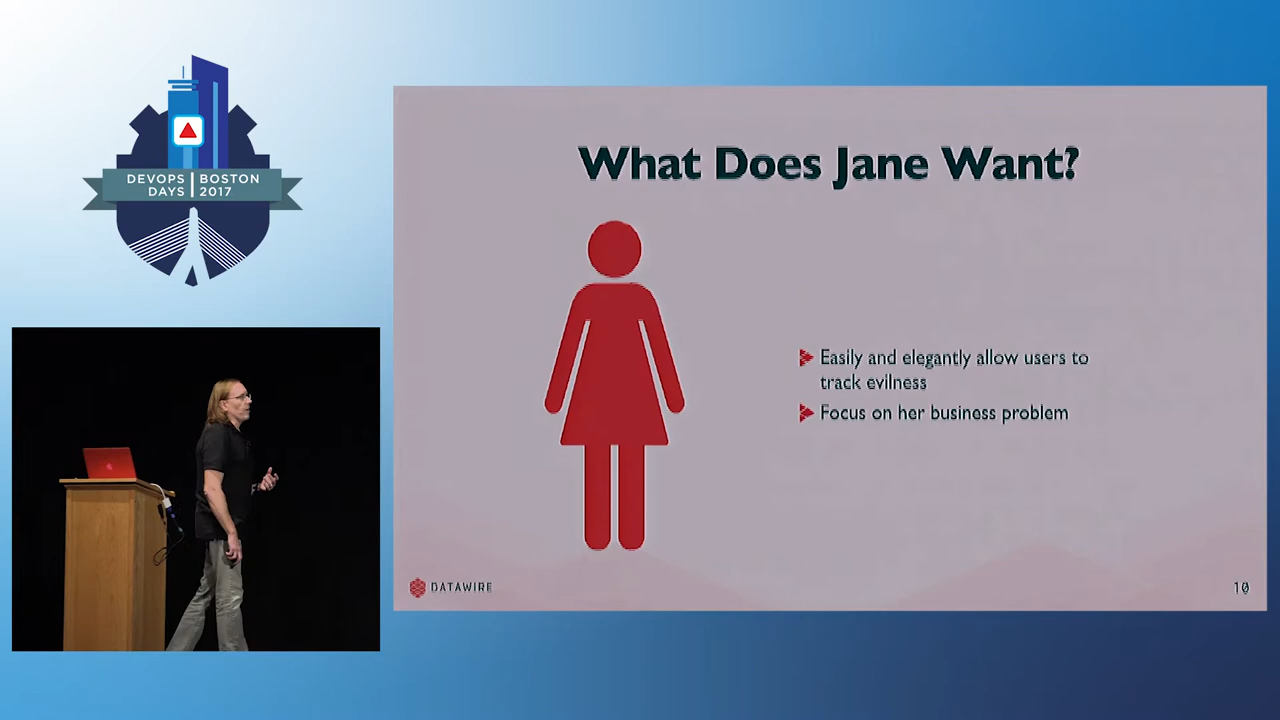 DEVOPS BOSTON
DAYS 2017
What Does Jane Want?
Easily and elegantly allow users to
track evilness
Focus on her business problem
DATAWIRE
10